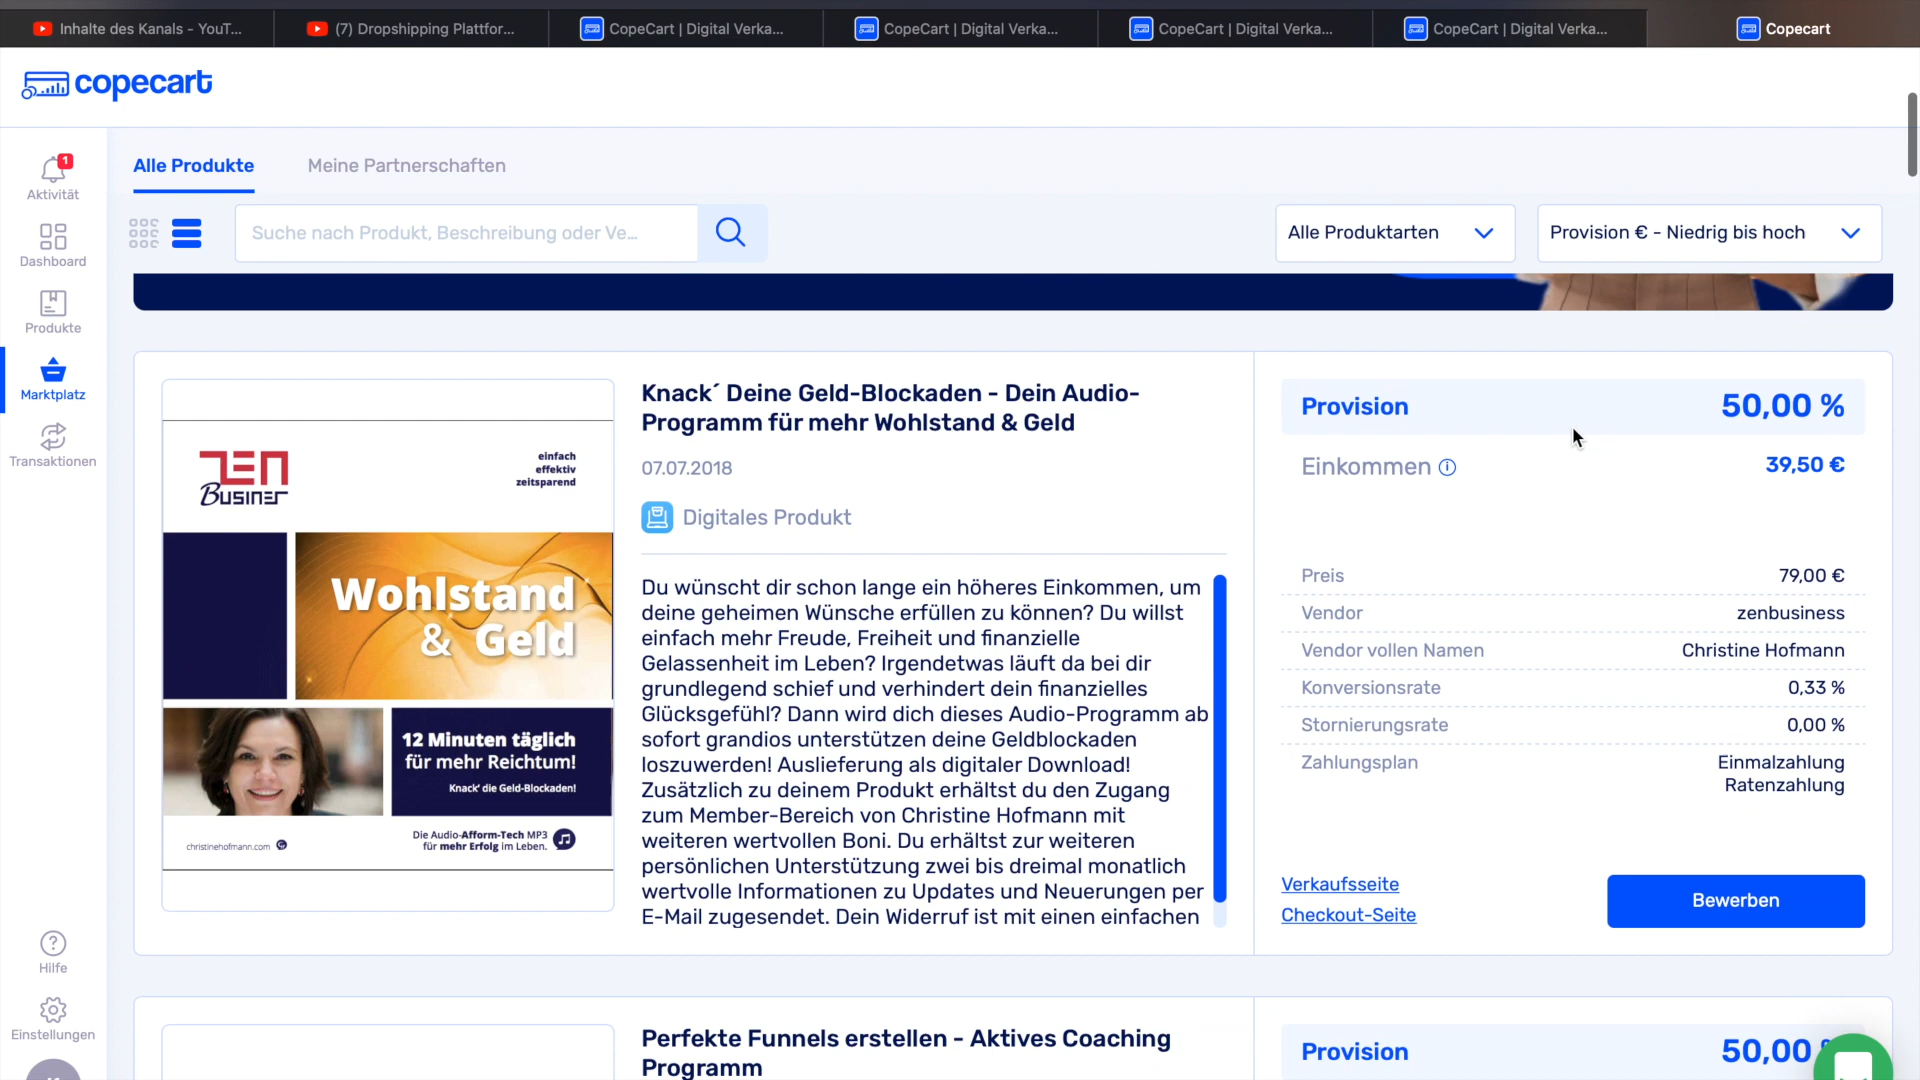 Inhalte des Kanals - YouT...
(7) Dropshipping Plattfor...
CopeCart | Digital Verka...
CopeCart | Digital Verka...
CopeCart | Digital Verka...
CopeCart | Digital Verka...
Copecart
copecart
1
Aktivität
Dashboard
Produkte
Marktplatz
Transaktionen
Hilfe
Einstellungen
Alle Produkte
Meine Partnerschaften
Suche nach Produkt, Beschreibung oder Ve...
Alle Produktarten
Provision € - Niedrig bis hoch
ZEN
Business
einfach
effektiv
zeitsparend
Wohlstand
& Geld
12 Minuten täglich
für mehr Reichtum!
Knack' die Geld-Blockaden!
christinehofmann.com
Die Audio-Afform-Tech MP3
für mehr Erfolg im Leben.
Knack´ Deine Geld-Blockaden - Dein Audio-
Programm für mehr Wohlstand & Geld
07.07.2018
Digitales Produkt
Du wünscht dir schon lange ein höheres Einkommen, um
deine geheimen Wünsche erfüllen zu können? Du willst
einfach mehr Freude, Freiheit und finanzielle
Gelassenheit im Leben? Irgendetwas läuft da bei dir
grundlegend schief und verhindert dein finanzielles
Glücksgefühl? Dann wird dich dieses Audio-Programm ab
sofort grandios unterstützen deine Geldblockaden
loszuwerden! Auslieferung als digitaler Download!
Zusätzlich zu deinem Produkt erhältst du den Zugang
zum Member-Bereich von Christine Hofmann mit
weiteren wertvollen Boni. Du erhältst zur weiteren
persönlichen Unterstützung zwei bis dreimal monatlich
wertvolle Informationen zu Updates und Neuerungen per
E-Mail zugesendet. Dein Widerruf ist mit einen einfachen
Provision 50,00 %
Einkommen 39,50 €
Preis 79,00 €
Vendor zenbusiness
Vendor vollen Namen Christine Hofmann
Konversionsrate 0,33 %
Stornierungsrate 0,00 %
Zahlungsplan Einmalzahlung
Ratenzahlung
Verkaufsseite
Checkout-Seite
Bewerben
Perfekte Funnels erstellen - Aktives Coaching
Programm
Provision 50,00